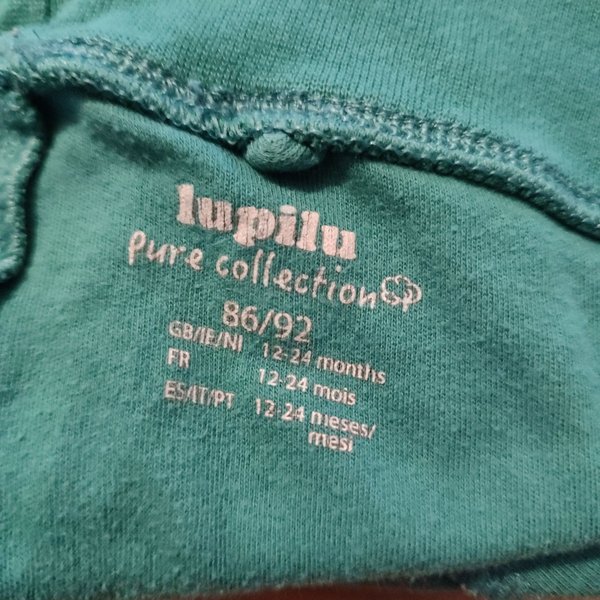 lupilu
pure collection
86/92
GB/IE/NI 12-24 months
FR 12-24 mois
ES/IT/PT 12-24 meses/
mesi